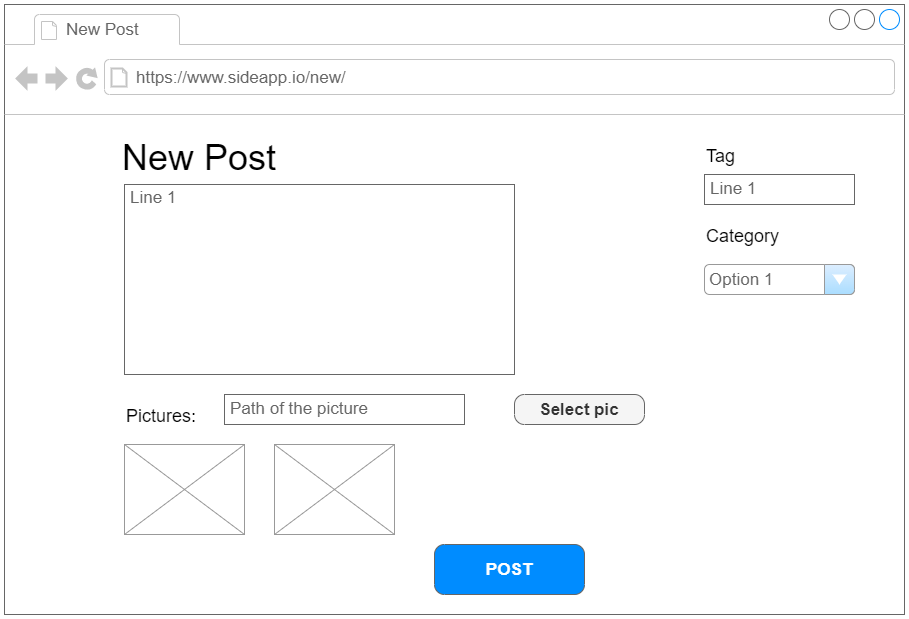 New Post
https://www.sideapp.io/new/
New Post
Line 1
Tag
Line 1
Category
Option 1
Pictures:
Path of the picture
Select pic
POST